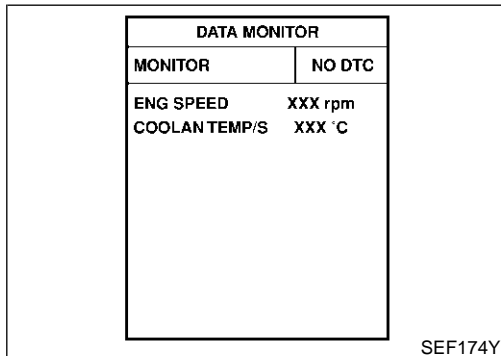 DATA MONITOR
MONITOR NO DTC
ENG SPEED XXX rpm
COOLAN TEMP/S XXX °C
SEF174Y